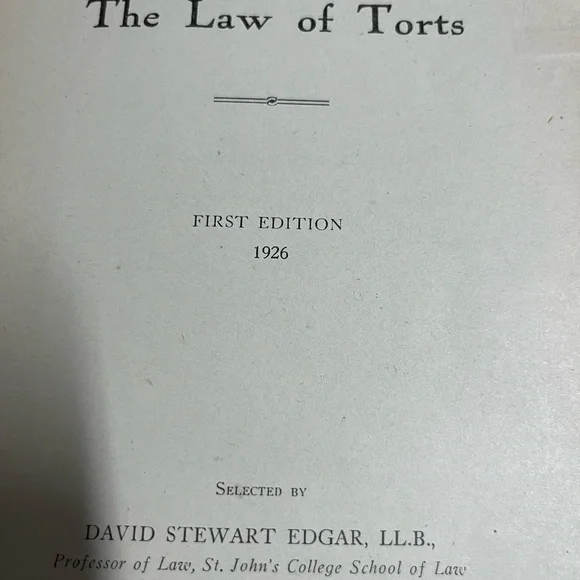 The Law of Torts
FIRST EDITION
1926
SELECTED BY
DAVID STEWART EDGAR, LL.B.,
Professor of Law, St. John's College School of Law